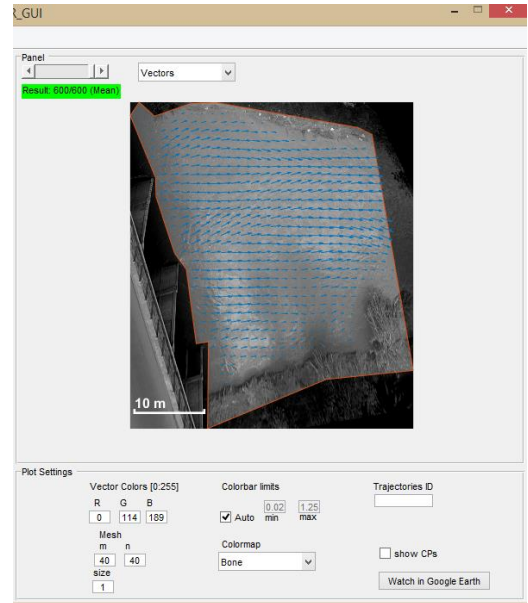 R_GUI
Panel
Vectors
Result: 600/600 (Mean)
10 m
Plot Settings
Vector Colors [0:255]
R G B
0 114 189
Mesh
m n
40 40
size
1
Colorbar limits
0.02 1.25
Auto min max
Colormap
Bone
Trajectories ID
show CPs
Watch in Google Earth